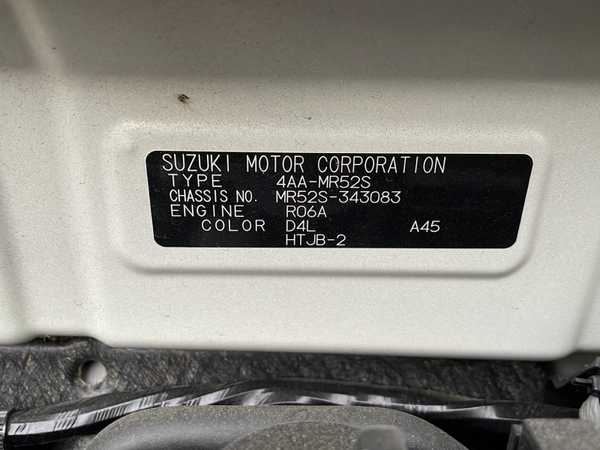 SUZUKI MOTOR CORPORATION
TYPE 4AA-MR52S
CHASSIS NO. MR52S-343083
ENGINE R06A
COLOR D4L A45
HTJB-2